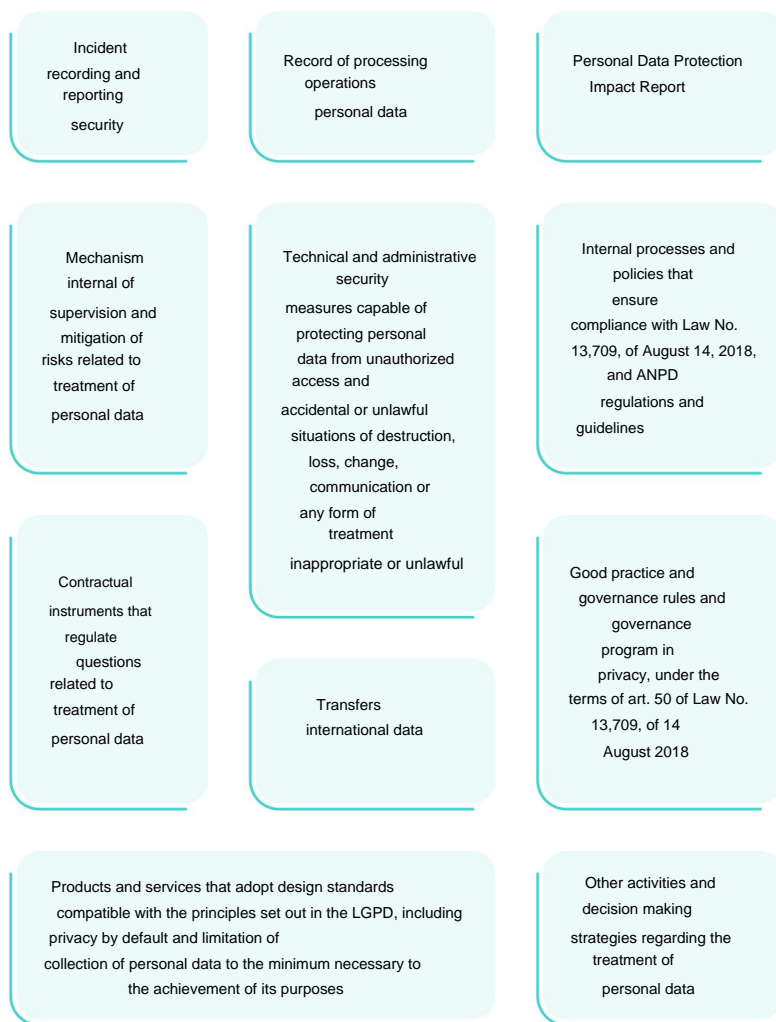 Incident
recording and
reporting
security
Record of processing
operations
personal data
Personal Data Protection
Impact Report
Mechanism
internal of
supervision and
mitigation of
risks related to
treatment of
personal data
Technical and administrative
security
measures capable of
protecting personal
data from unauthorized
access and
accidental or unlawful
situations of destruction,
loss, change,
communication or
any form of
treatment
inappropriate or unlawful
Internal processes and
policies that
ensure
compliance with Law No.
13,709, of August 14, 2018,
and ANPD
regulations and
guidelines
Contractual
instruments that
regulate
questions
related to
treatment of
personal data
Transfers
international data
Good practice and
governance rules and
governance
program in
privacy, under the
terms of art. 50 of Law No.
13,709, of 14
August 2018
Products and services that adopt design standards
compatible with the principles set out in the LGPD, including
privacy by default and limitation of
collection of personal data to the minimum necessary to
the achievement of its purposes
Other activities and
decision making
strategies regarding the
treatment of
personal data